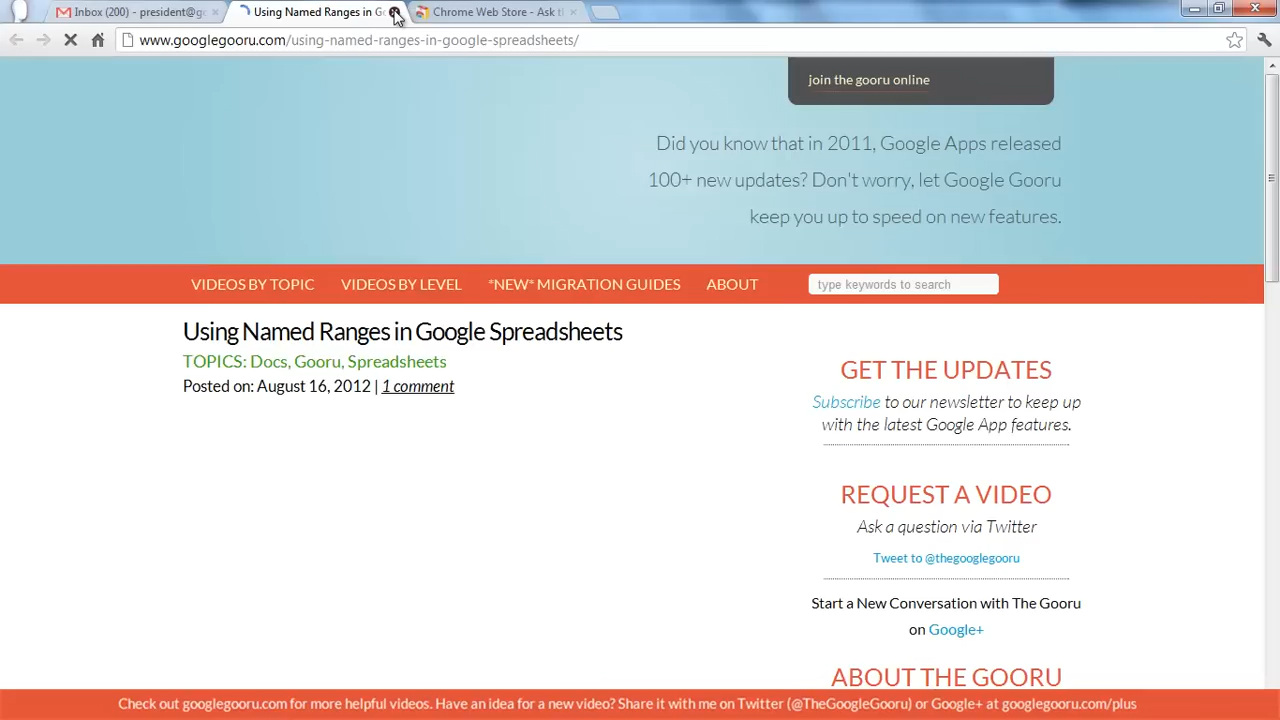 Inbox (200) - president@g
Using Named Ranges in G
Chrome Web Store - Ask t
www.googlegooru.com/using-named-ranges-in-google-spreadsheets/
join the gooru online
Did you know that in 2011, Google Apps released
100+ new updates? Don't worry, let Google Gooru
keep you up to speed on new features.
VIDEOS BY TOPIC VIDEOS BY LEVEL *NEW* MIGRATION GUIDES ABOUT type keywords to search
Using Named Ranges in Google Spreadsheets
TOPICS: Docs, Gooru, Spreadsheets
Posted on: August 16, 2012 | 1 comment
GET THE UPDATES
Subscribe to our newsletter to keep up
with the latest Google App features.
REQUEST A VIDEO
Ask a question via Twitter
Tweet to @thegooglegooru
Start a New Conversation with The Gooru
on Google+
ABOUT THE GOORU
Check out googlegooru.com for more helpful videos. Have an idea for a new video? Share it with me on Twitter (@TheGoogleGooru) or Google+ at googlegooru.com/plus